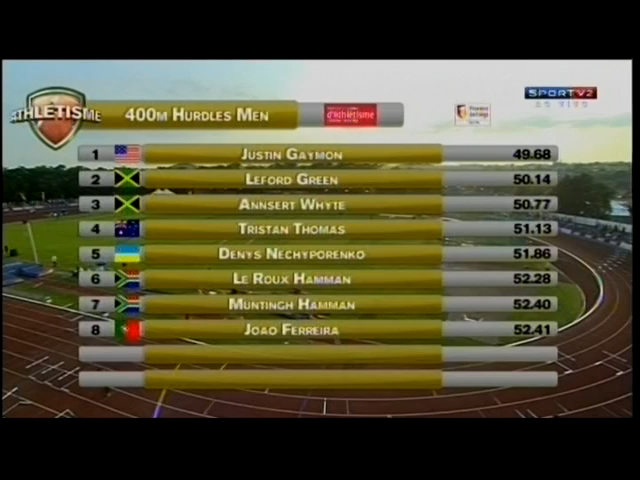 ATHLETISME
400M HURDLES MEN
d'Athlétisme
SPORTV2
AO VIVO
1 JUSTIN GAYMON 49.68
2 LEFORD GREEN 50.14
3 ANNSERT WHYTE 50.77
4 TRISTAN THOMAS 51.13
5 DENYS NECHYPORENKO 51.86
6 LE ROUX HAMMAN 52.28
7 MUNTINGH HAMMAN 52.40
8 JOAO FERREIRA 52.41